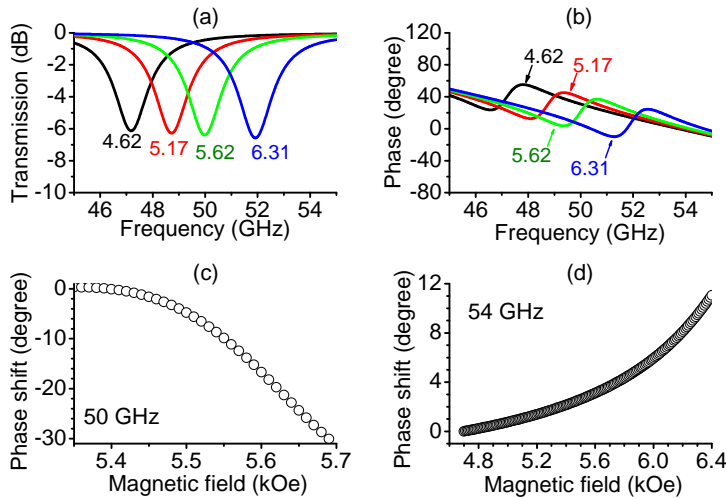 (a)
0
-2
-4
-6
-8
-10
Transmission (dB)
4.62
5.17
5.62
6.31
46 48 50 52 54
Frequency (GHz)
(b)
120
80
40
0
-40
-80
Phase (degree)
4.62
5.17
5.62
6.31
46 48 50 52 54
Frequency (GHz)
(c)
0
-10
-20
-30
Phase shift (degree)
50 GHz
5.4 5.5 5.6 5.7
Magnetic field (kOe)
(d)
12
8
4
0
Phase shift (degree)
54 GHz
4.8 5.2 5.6 6.0 6.4
Magnetic field (kOe)